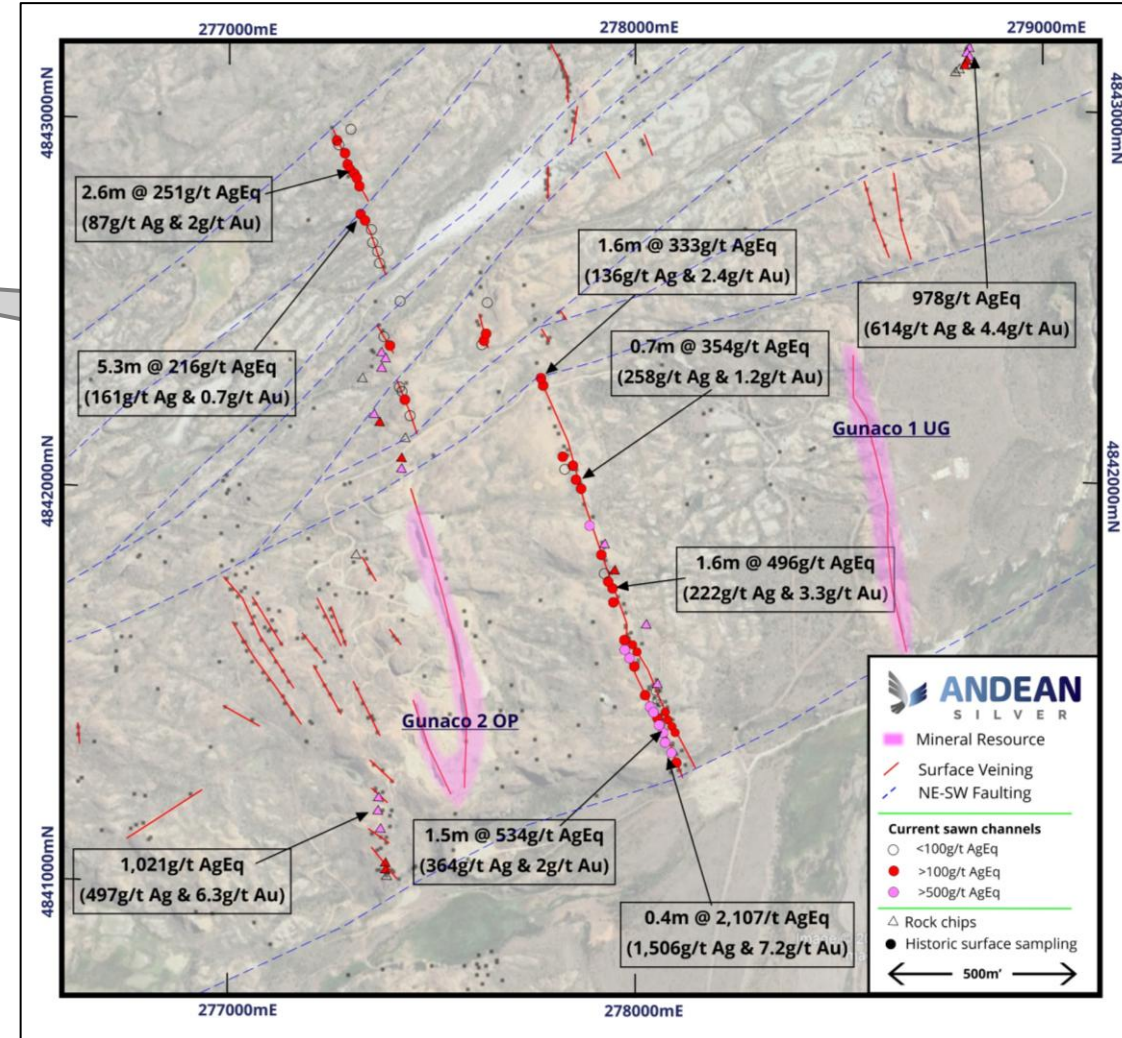 277000mE
278000mE
279000mE
4843000mN
4843000mN
2.6m @ 251g/t AgEq
(87g/t Ag & 2g/t Au)
1.6m @ 333g/t AgEq
(136g/t Ag & 2.4g/t Au)
978g/t AgEq
(614g/t Ag & 4.4g/t Au)
5.3m @ 216g/t AgEq
(161g/t Ag & 0.7g/t Au)
0.7m @ 354g/t AgEq
(258g/t Ag & 1.2g/t Au)
Gunaco 1 UG
4842000mN
4842000mN
1.6m @ 496g/t AgEq
(222g/t Ag & 3.3g/t Au)
Gunaco 2 OP
1.5m @ 534g/t AgEq
(364g/t Ag & 2g/t Au)
1,021g/t AgEq
(497g/t Ag & 6.3g/t Au)
4841000mN
0.4m @ 2,107/t AgEq
(1,506g/t Ag & 7.2g/t Au)
ANDEAN
SILVER
Mineral Resource
Surface Veining
NE-SW Faulting
Current sawn channels
<100g/t AgEq
>100g/t AgEq
>500g/t AgEq
Rock chips
Historic surface sampling
500m'
277000mE
278000mE